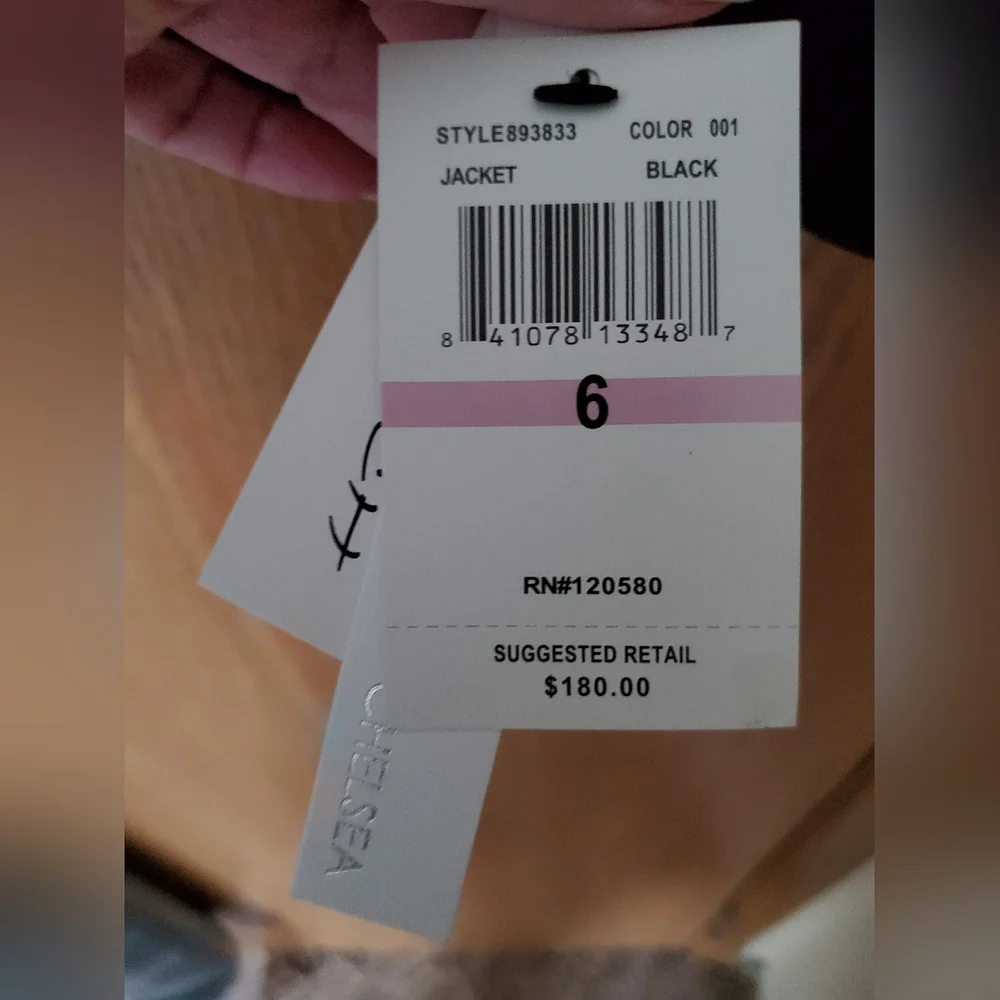 STYLE893833 COLOR 001
JACKET BLACK
8 41078 13348 7
6
RN#120580
SUGGESTED RETAIL
$180.00
CHELSEA